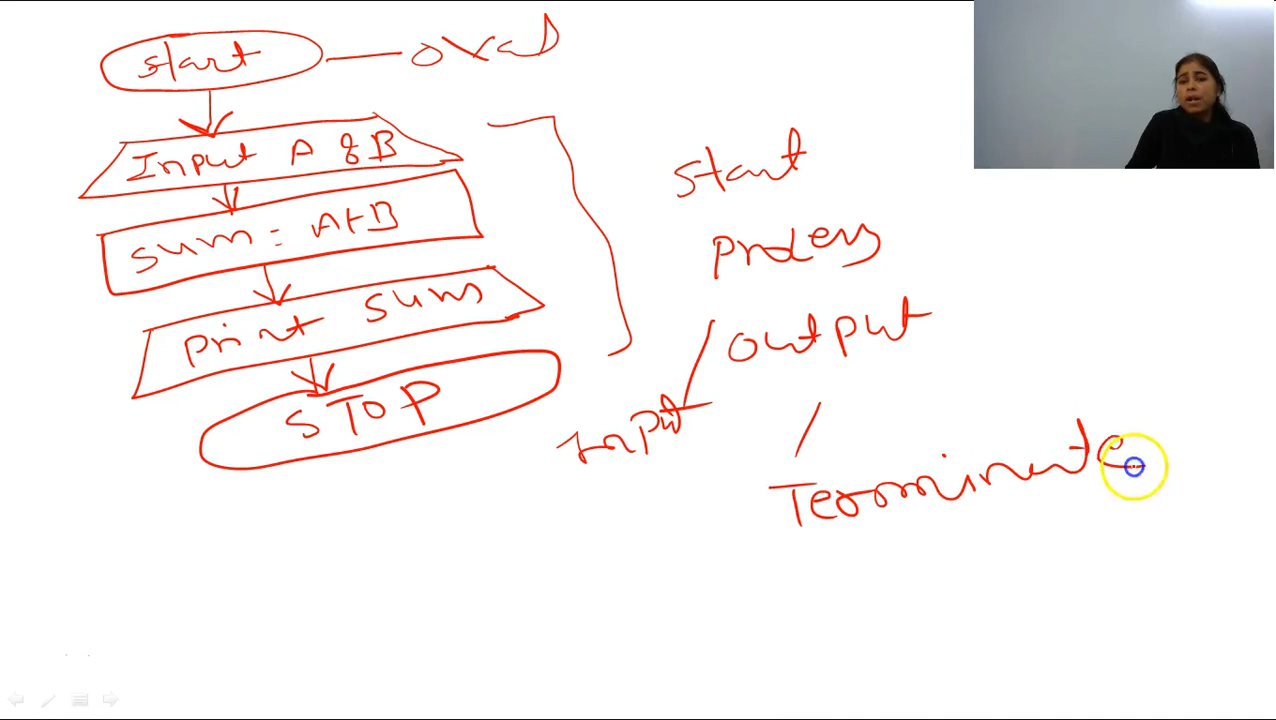 start — oval
Input A & B
sum = A+B
print sum
STOP
start
process
/ output
Input
/
Terminate